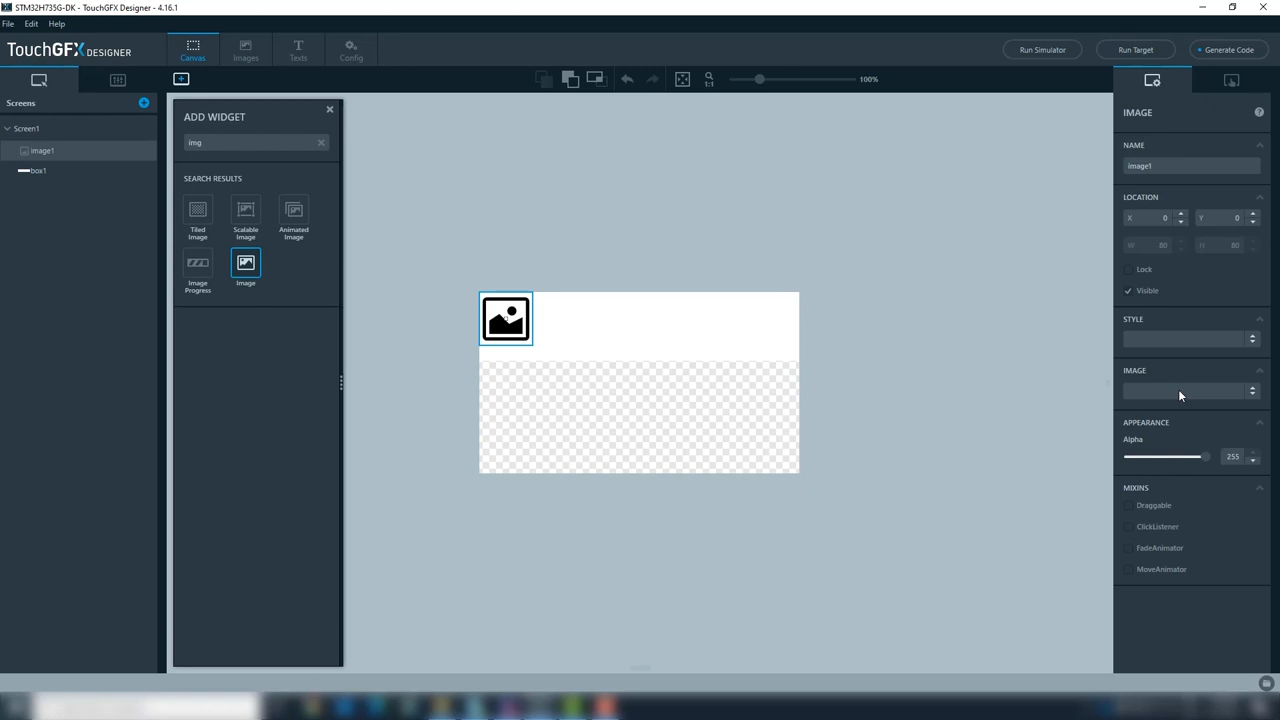 STM32H735G-DK - TouchGFX Designer - 4.16.1
File Edit Help
TouchGFX DESIGNER
Canvas Images Texts Config
Run Simulator Run Target Generate Code
1:1 100%
Screens
Screen1
image1
box1
ADD WIDGET
img
SEARCH RESULTS
Tiled Image
Scalable Image
Animated Image
Image Progress
Image
IMAGE
NAME
image1
LOCATION
X 0 Y 0
W 80 H 80
Lock
Visible
STYLE
IMAGE
APPEARANCE
Alpha
255
MIXINS
Draggable
ClickListener
FadeAnimator
MoveAnimator